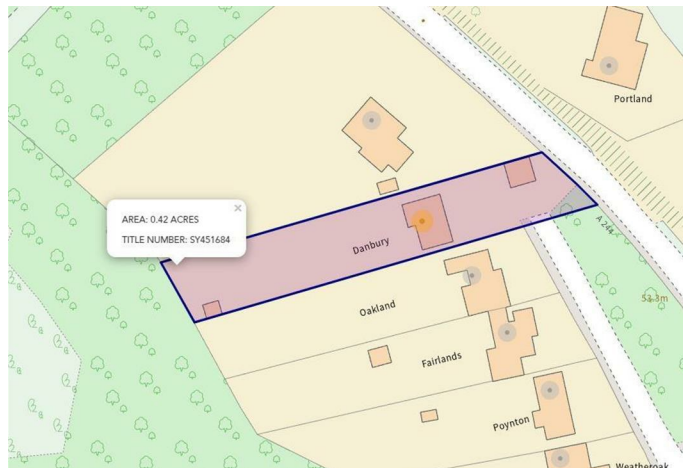 Portland
×
AREA: 0.42 ACRES
TITLE NUMBER: SY451684
Danbury
A 244
Oakland
53.3m
Fairlands
Poynton
Weatheroak